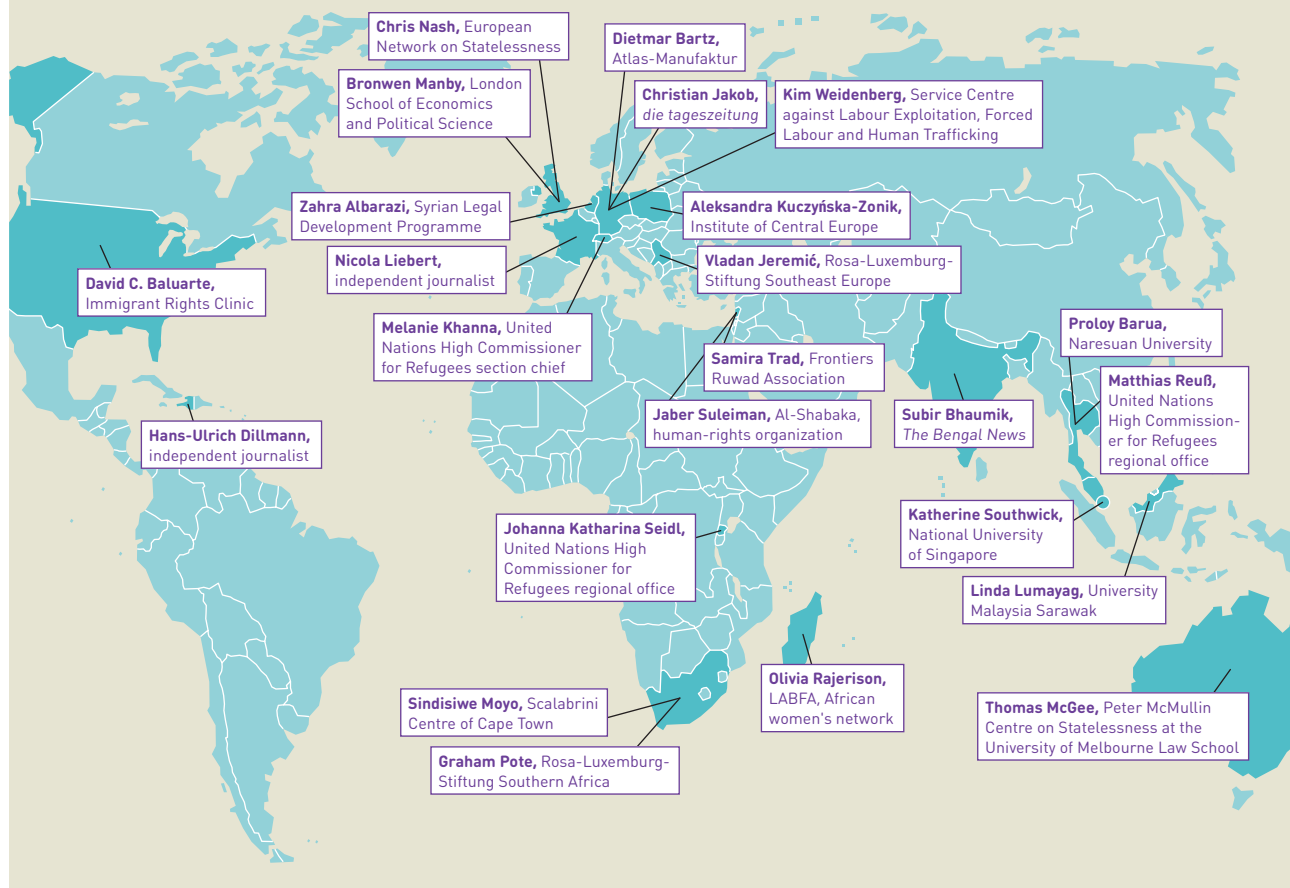 Chris Nash, European
Network on Statelessness
Bronwen Manby, London
School of Economics
and Political Science
Dietmar Bartz,
Atlas-Manufaktur
Christian Jakob,
die tageszeitung
Kim Weidenberg, Service Centre
against Labour Exploitation, Forced
Labour and Human Trafficking
Zahra Albarazi, Syrian Legal
Development Programme
Aleksandra Kuczyńska-Zonik,
Institute of Central Europe
Nicola Liebert,
independent journalist
Vladan Jeremić, Rosa-Luxemburg-
Stiftung Southeast Europe
David C. Baluarte,
Immigrant Rights Clinic
Melanie Khanna, United
Nations High Commissioner
for Refugees section chief
Samira Trad, Frontiers
Ruwad Association
Proloy Barua,
Naresuan University
Matthias Reuß,
United Nations
High Commission-
er for Refugees
regional office
Jaber Suleiman, Al-Shabaka,
human-rights organization
Subir Bhaumik,
The Bengal News
Hans-Ulrich Dillmann,
independent journalist
Katherine Southwick,
National University
of Singapore
Johanna Katharina Seidl,
United Nations High
Commissioner for
Refugees regional office
Linda Lumayag, University
Malaysia Sarawak
Olivia Rajerison,
LABFA, African
women's network
Sindisiwe Moyo, Scalabrini
Centre of Cape Town
Graham Pote, Rosa-Luxemburg-
Stiftung Southern Africa
Thomas McGee, Peter McMullin
Centre on Statelessness at the
University of Melbourne Law School